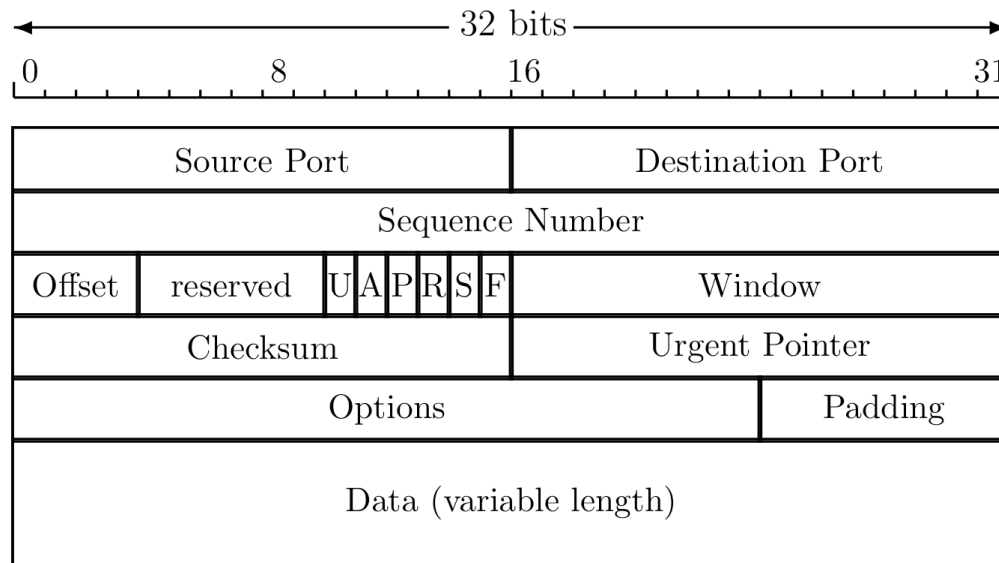 32 bits
0 8 16 31
Source Port Destination Port
Sequence Number
Offset reserved U A P R S F Window
Checksum Urgent Pointer
Options Padding
Data (variable length)